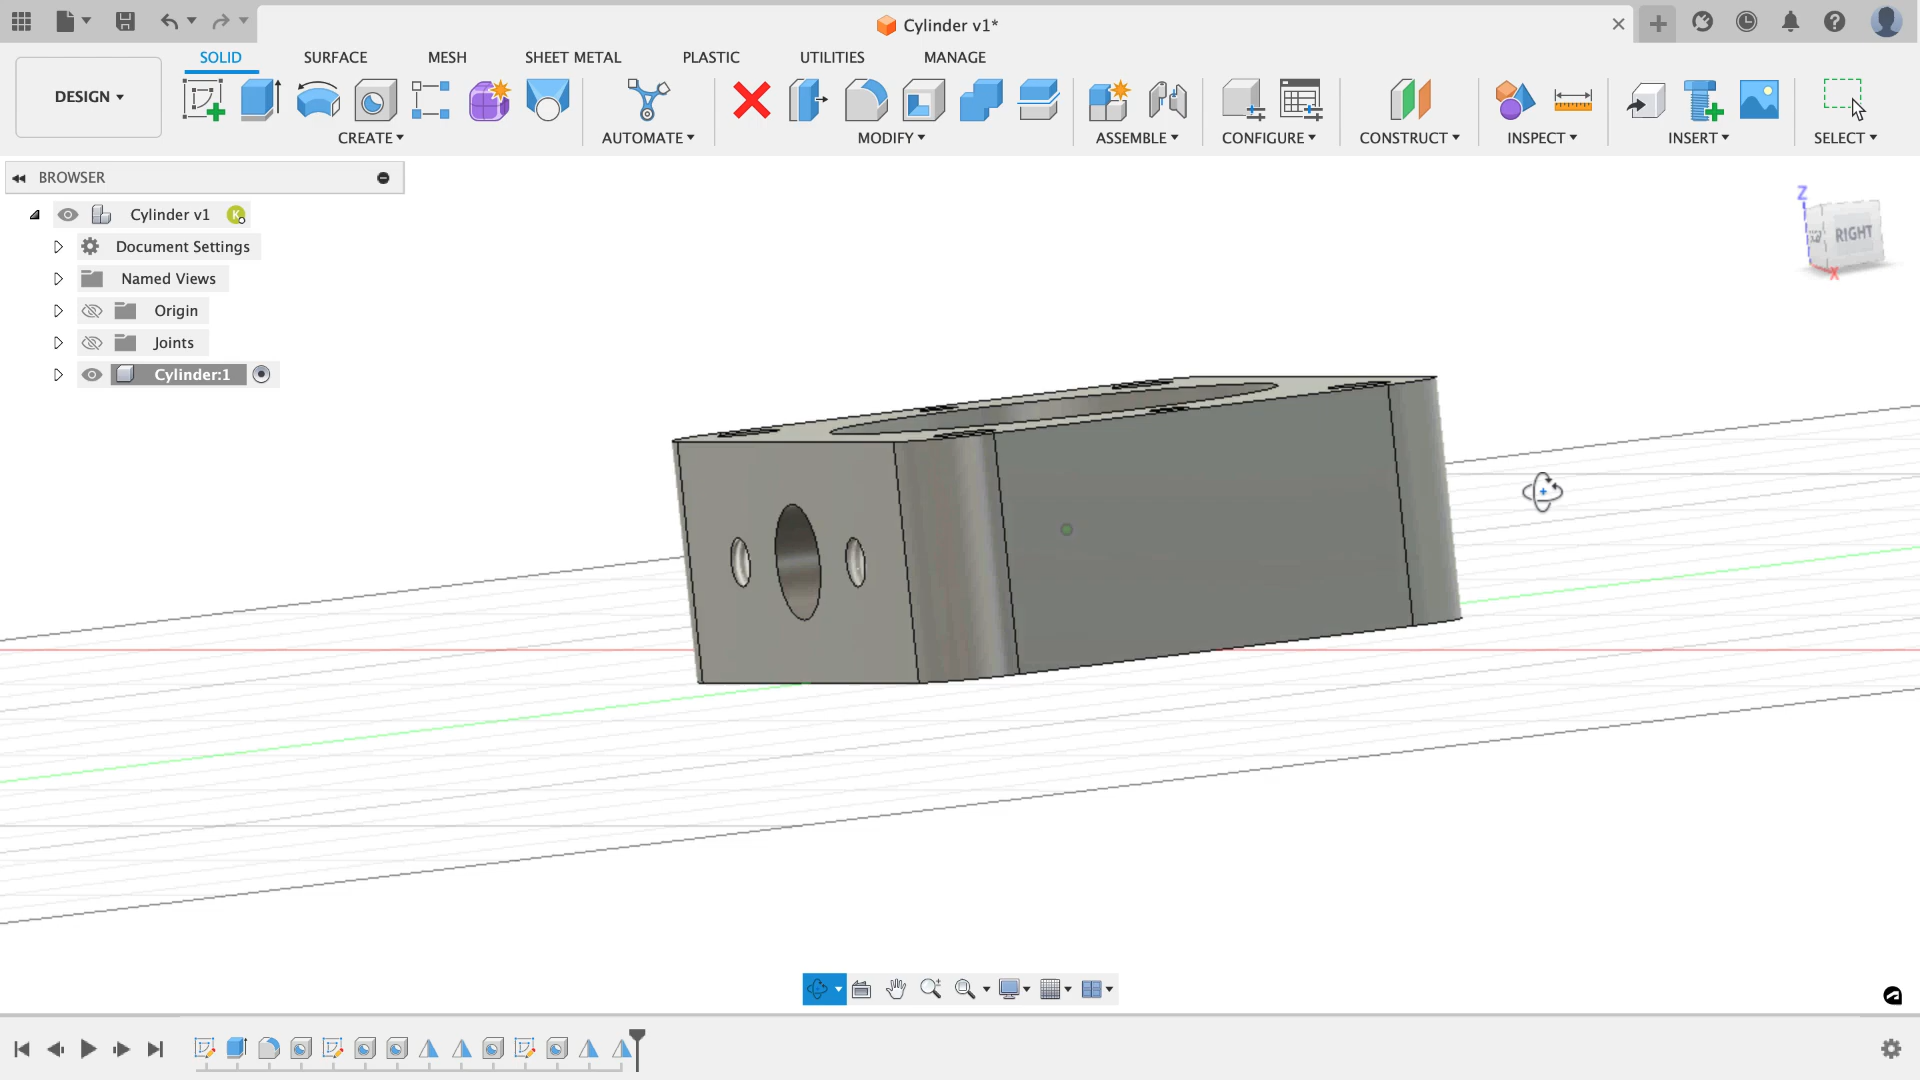 Cylinder v1*
SOLID SURFACE MESH SHEET METAL PLASTIC UTILITIES MANAGE
DESIGN
CREATE AUTOMATE MODIFY ASSEMBLE CONFIGURE CONSTRUCT INSPECT INSERT SELECT
BROWSER
Cylinder v1 K
Document Settings
Named Views
Origin
Joints
Cylinder:1
Z
RIGHT
X